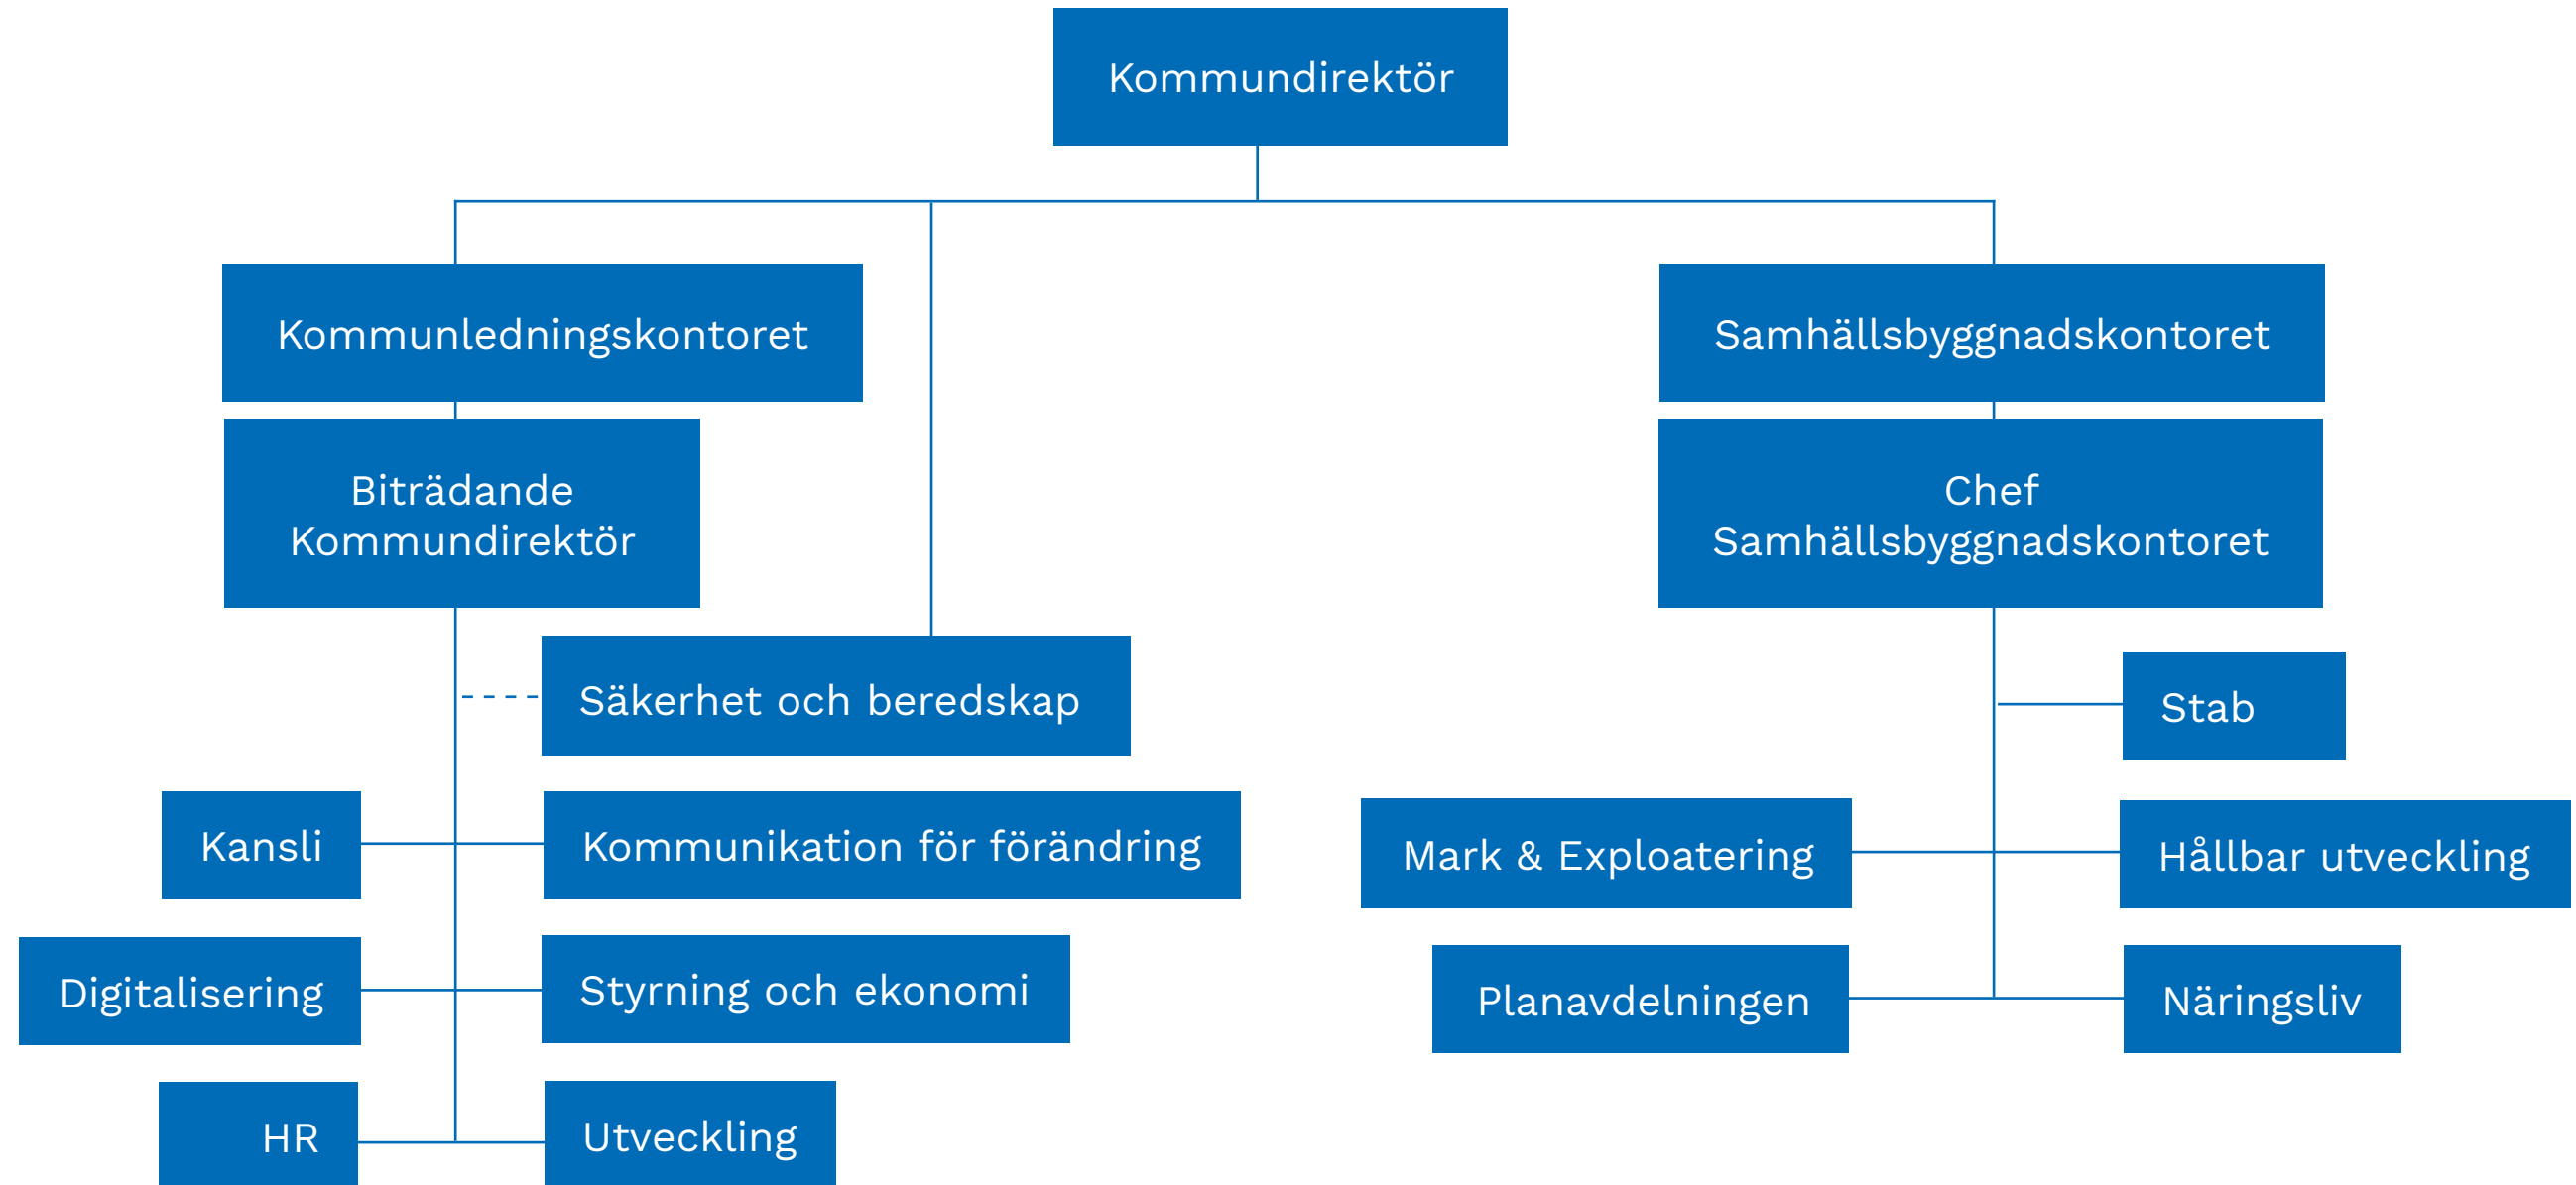 Kommundirektör
Kommunledningskontoret
Samhällsbyggnadskontoret
Biträdande
Kommundirektör
Chef
Samhällsbyggnadskontoret
Säkerhet och beredskap
Stab
Kansli
Kommunikation för förändring
Mark & Exploatering
Hållbar utveckling
Digitalisering
Styrning och ekonomi
Planavdelningen
Näringsliv
HR
Utveckling